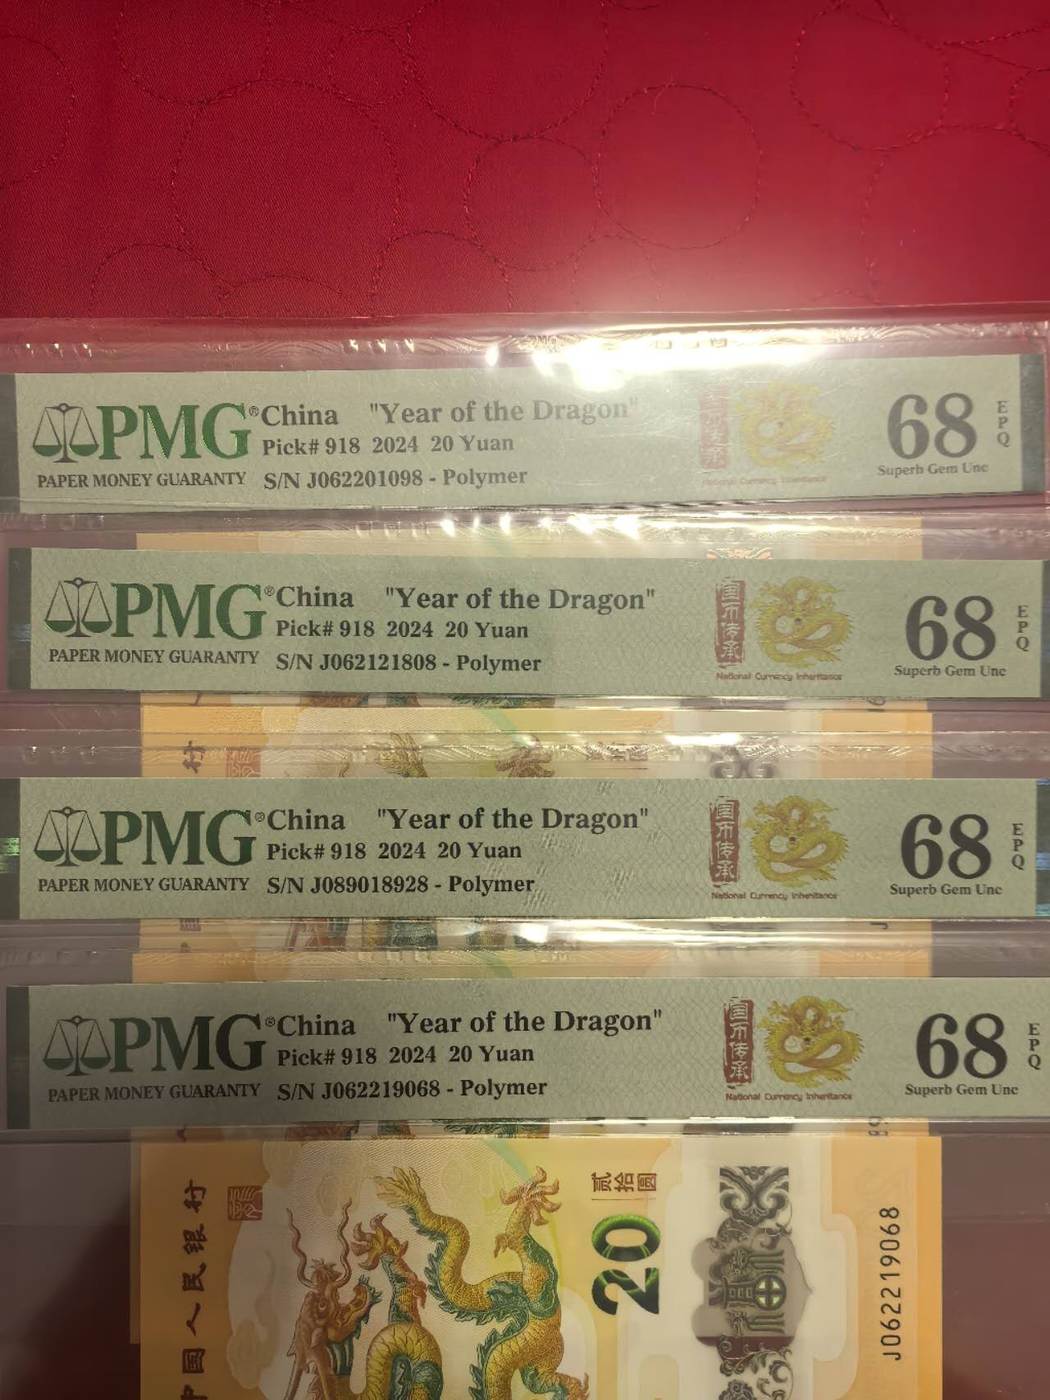 PMG® China "Year of the Dragon"
Pick# 918 2024 20 Yuan
PAPER MONEY GUARANTY S/N J062201098 - Polymer
National Currency Inheritance
68 EPQ
Superb Gem Unc
PMG® China "Year of the Dragon"
Pick# 918 2024 20 Yuan
PAPER MONEY GUARANTY S/N J062121808 - Polymer
国币传承
National Currency Inheritance
68 EPQ
Superb Gem Unc
行
PMG® China "Year of the Dragon"
Pick# 918 2024 20 Yuan
PAPER MONEY GUARANTY S/N J089018928 - Polymer
国币传承
National Currency Inheritance
68 EPQ
Superb Gem Unc
PMG® China "Year of the Dragon"
Pick# 918 2024 20 Yuan
PAPER MONEY GUARANTY S/N J062219068 - Polymer
国币传承
National Currency Inheritance
68 EPQ
Superb Gem Unc
中國人民銀行
贰拾圆
20
J062219068